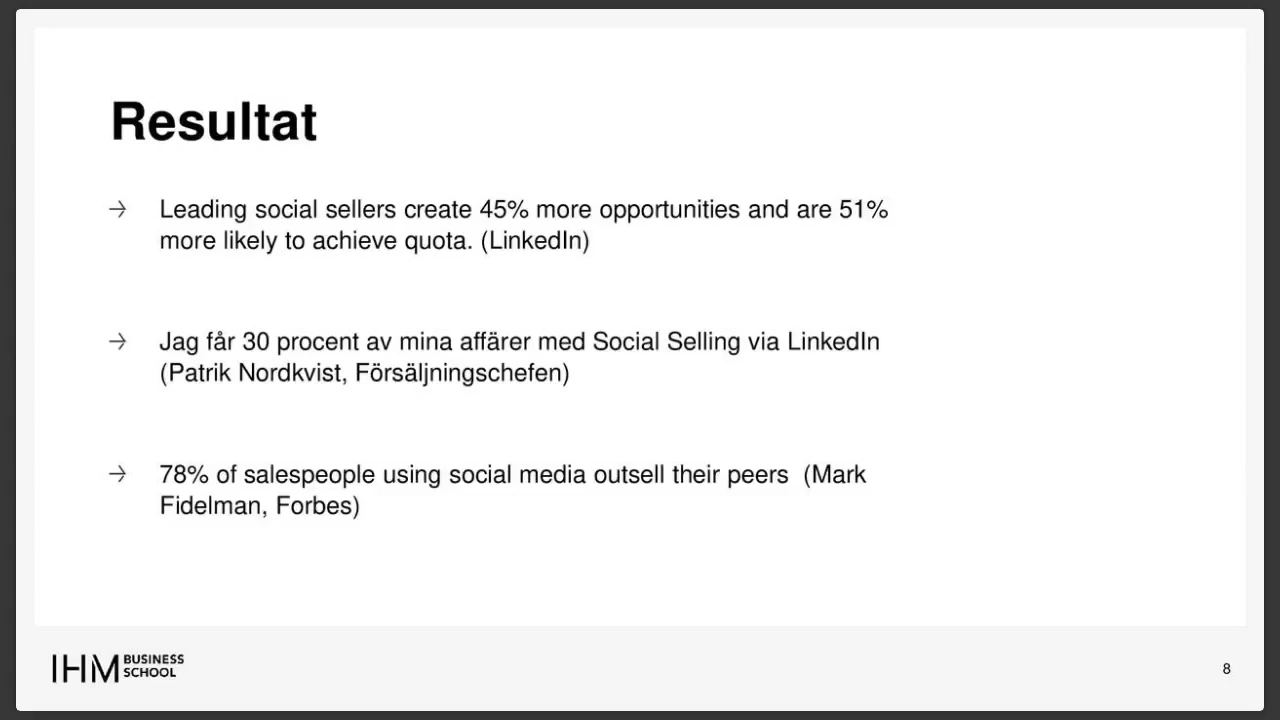 Resultat
→ Leading social sellers create 45% more opportunities and are 51%
more likely to achieve quota. (LinkedIn)
→ Jag får 30 procent av mina affärer med Social Selling via LinkedIn
(Patrik Nordkvist, Försäljningschefen)
→ 78% of salespeople using social media outsell their peers  (Mark
Fidelman, Forbes)
IHM BUSINESS
SCHOOL
8